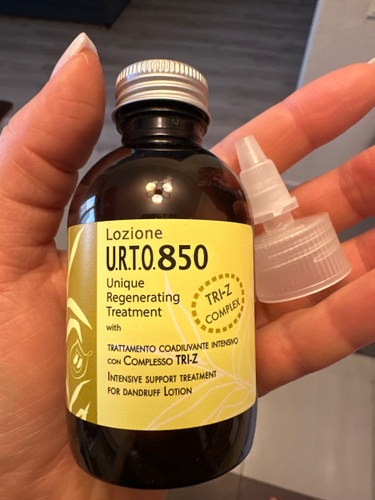 Lozione
U.R.T.O.850
Unique
Regenerating
Treatment
with
TRI-Z
COMPLEX
TRATTAMENTO COADIUVANTE INTENSIVO
CON COMPLESSO TRI-Z
INTENSIVE SUPPORT TREATMENT
FOR DANDRUFF LOTION